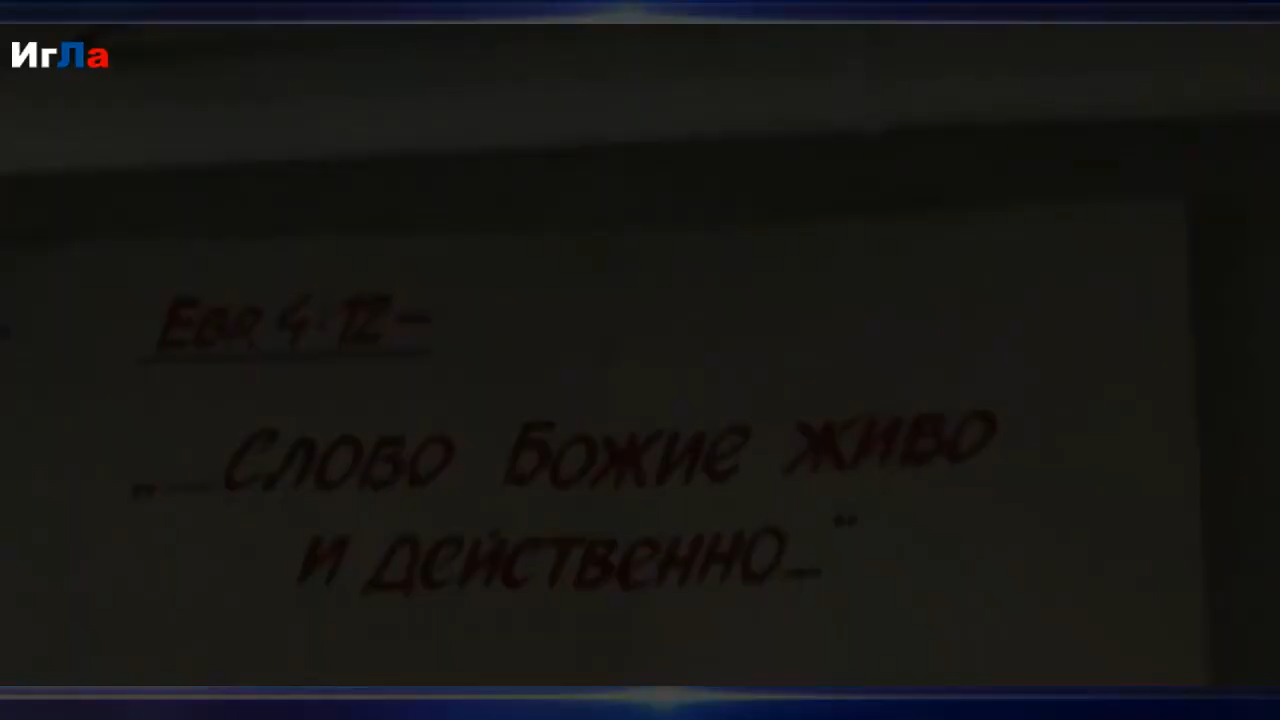 ИгЛа
Евр. 4:12 –
„...Слово Божие живо
и действенно..."